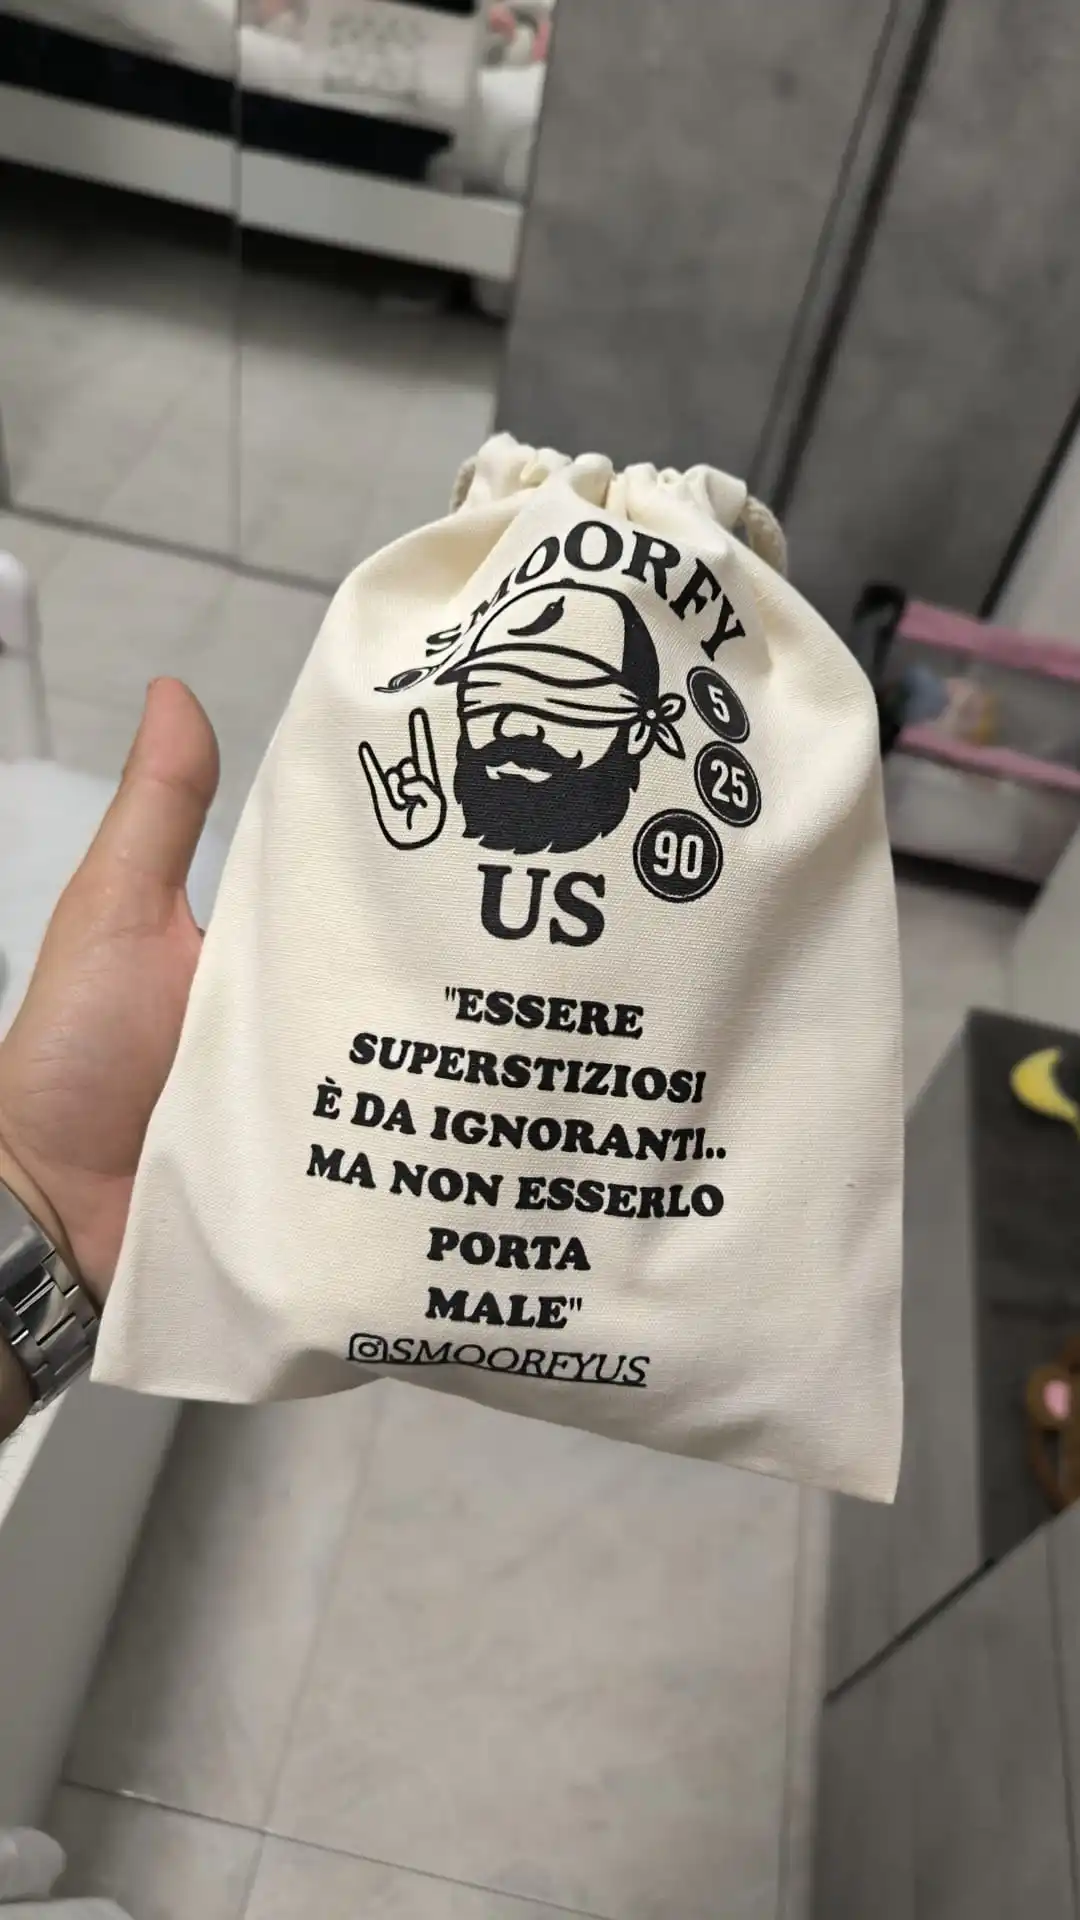 SMOORFY
5
25
90
US
"ESSERE
SUPERSTIZIOSI
È DA IGNORANTI..
MA NON ESSERLO
PORTA
MALE"
@SMOORFYUS